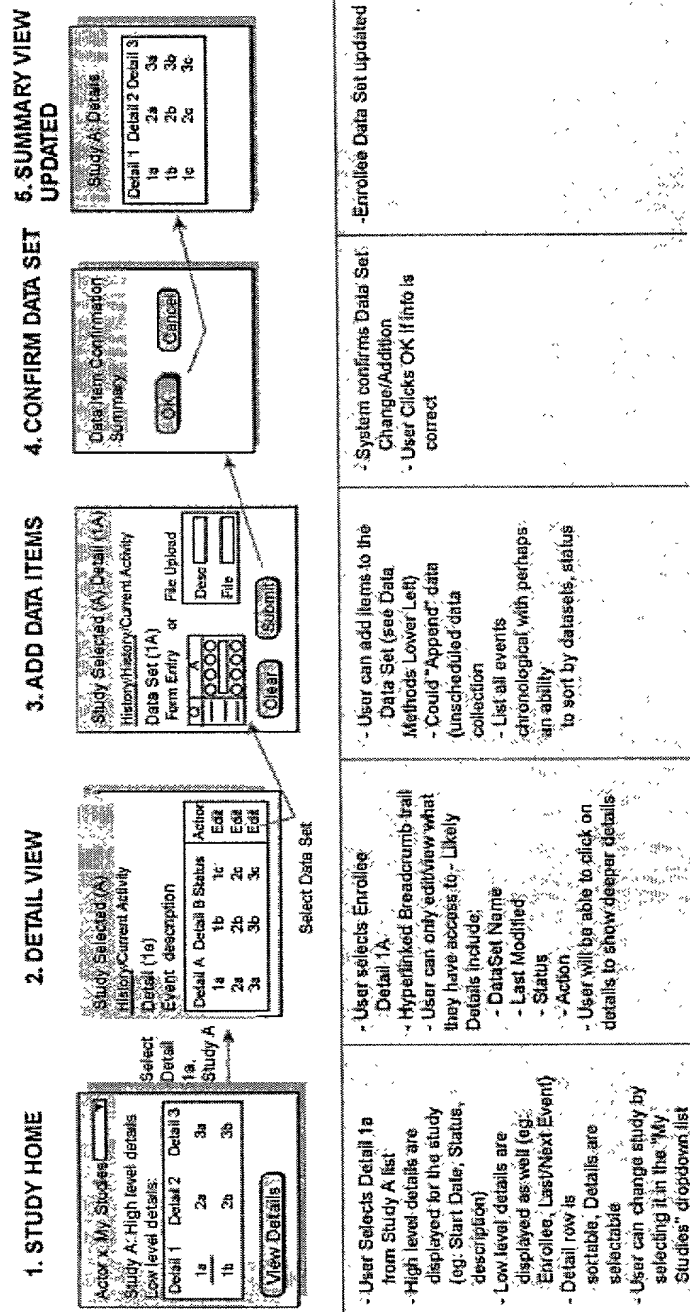 1. STUDY HOME
Actor x: My Studies
Study A: High level details
Low level details:
Detail 1 Detail 2 Detail 3
1a 2a 3a
1b 2b 3b
View Details
Select
Detail
1a,
Study A
- User Selects Detail 1a
from Study A list
- High level details are
displayed for the study
(eg: Start Date, Status,
description)
- Low level details are
displayed as well (eg:
Enrollee, Last/Next Event)
- Detail row is
sortable, Details are
selectable
- User can change study by
selecting it in the "My
Studies" dropdown list
2. DETAIL VIEW
Study Selected (A)
History/Current Activity
Detail (1a)
Event description
Detail A Detail B Status Action
1a 1b 1c Edit
2a 2b 2c Edit
3a 3b 3c Edit
Select Data Set
- User selects Enrollee
Detail 1A
- Hyperlinked Breadcrumb trail
- User can only edit/view what
they have access to - Likely
Details include:
- DataSet Name
- Last Modified
- Status
- Action
- User will be able to click on
details to show deeper details
3. ADD DATA ITEMS
Study Selected (A) Detail (1A)
History/History/Current Activity
Data Set (1A)
Form Entry or File Upload
Q A
Desc
File
Clear Submit
- User can add items to the
Data Set (see Data
Methods Lower Left)
- Could "Append" data
(unscheduled data
collection
- List all events
chronological with perhaps
an ability
to sort by datasets, status
4. CONFIRM DATA SET
Data Item Confirmation
Summary
OK Cancel
- System confirms Data Set
Change/Addition
- User Clicks OK if info is
correct
5. SUMMARY VIEW
UPDATED
Study A: Details
Detail 1 Detail 2 Detail 3
1a 2a 3a
1b 2b 3b
1c 2c 3c
- Enrollee Data Set updated